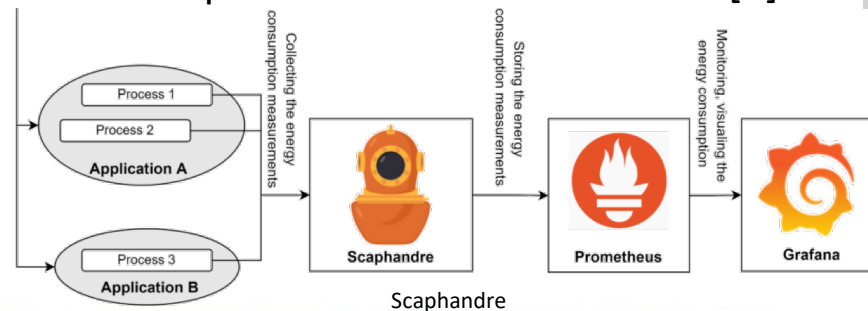 Process 1
Process 2
Application A
Process 3
Application B
Collecting the energy
consumption measurements
Scaphandre
Storing the energy
consumption measurements
Prometheus
Monitoring, visualing the
energy consumption
Grafana
Scaphandre